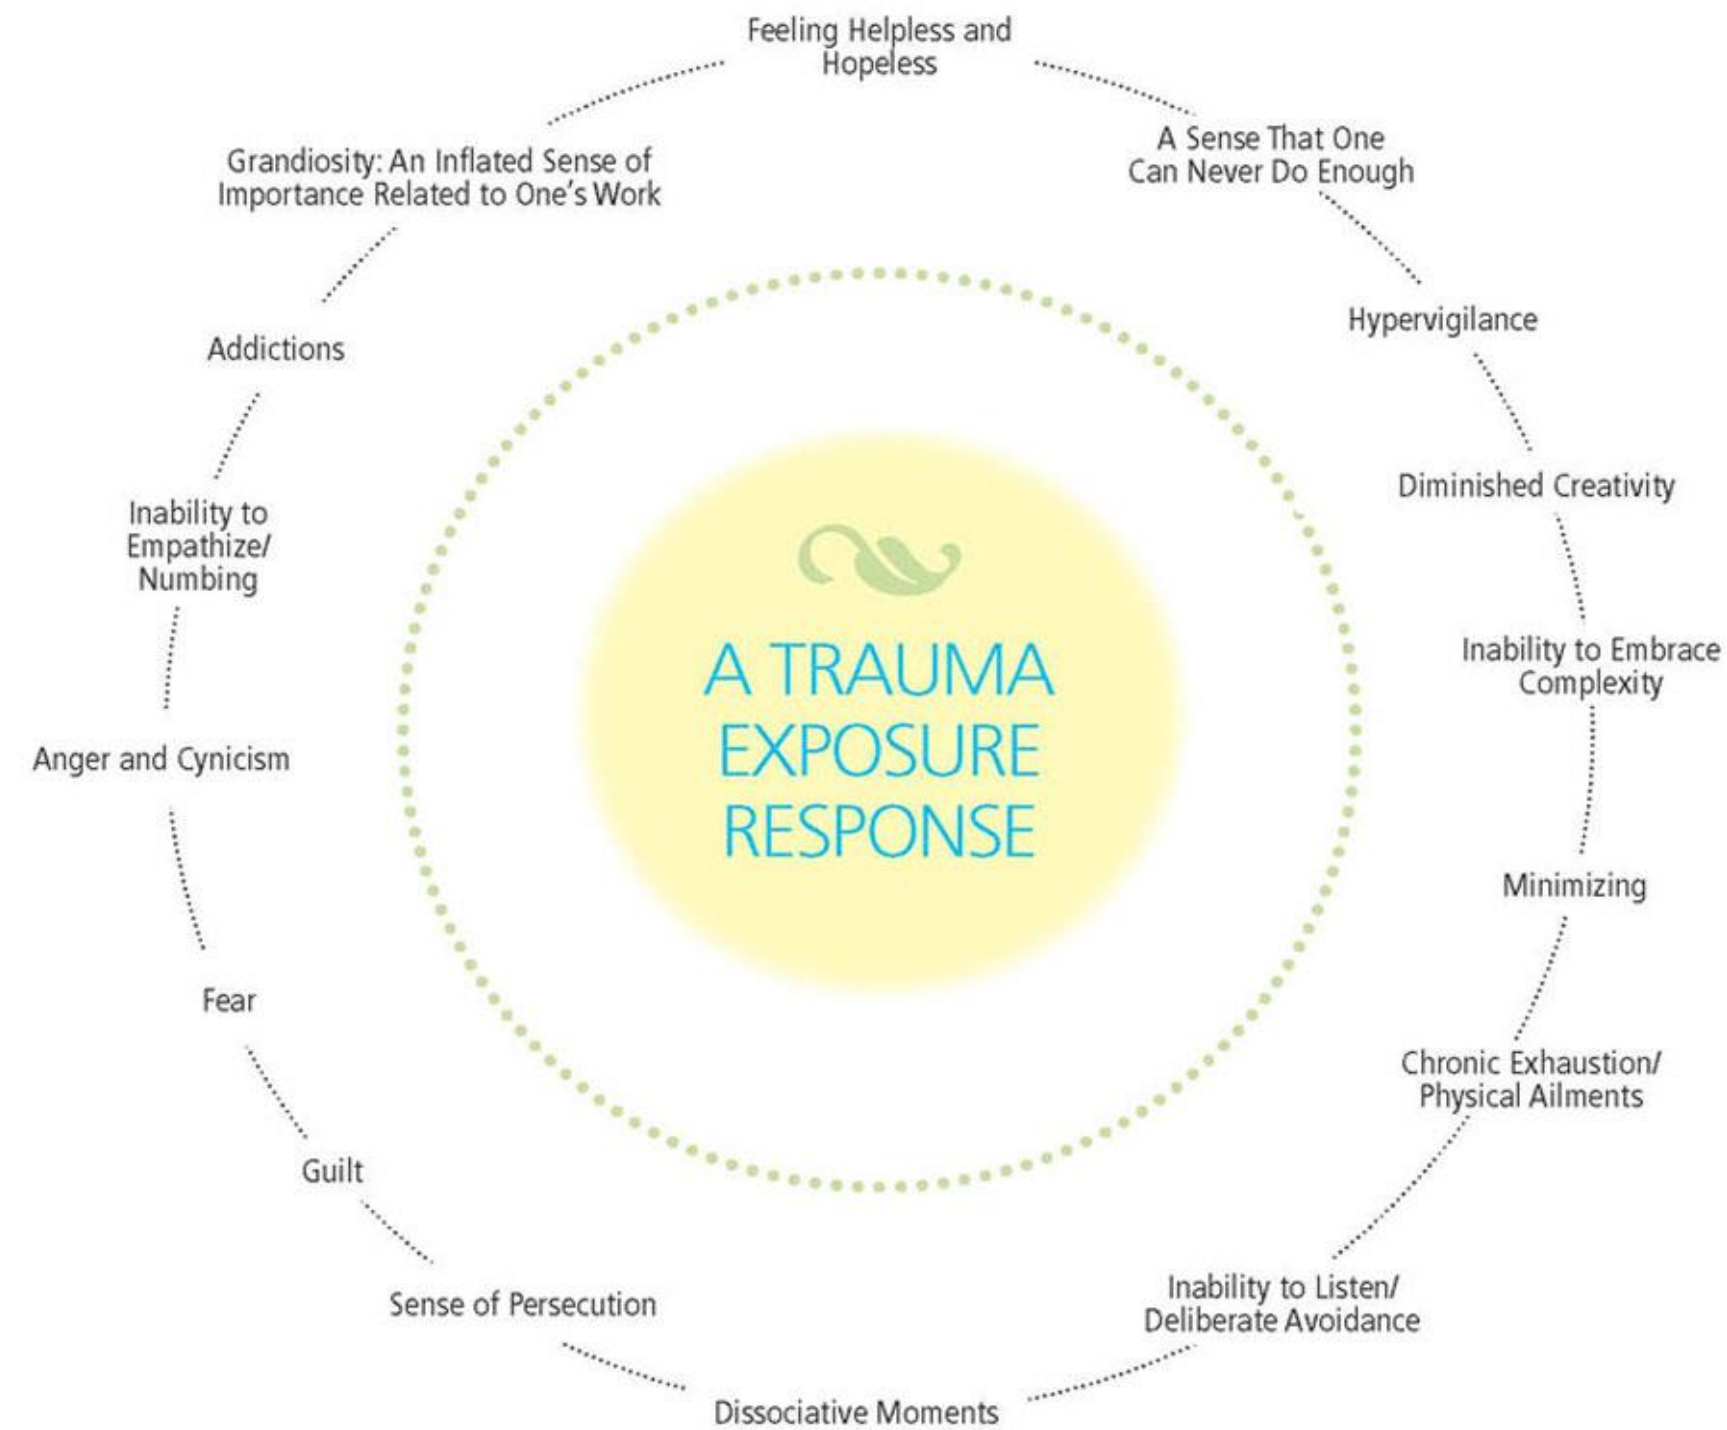 Feeling Helpless and
Hopeless
A Sense That One
Can Never Do Enough
Hypervigilance
Diminished Creativity
Inability to Embrace
Complexity
Minimizing
Chronic Exhaustion/
Physical Ailments
Inability to Listen/
Deliberate Avoidance
Dissociative Moments
Sense of Persecution
Guilt
Fear
Anger and Cynicism
Inability to
Empathize/
Numbing
Addictions
Grandiosity: An Inflated Sense of
Importance Related to One’s Work
A TRAUMA
EXPOSURE
RESPONSE